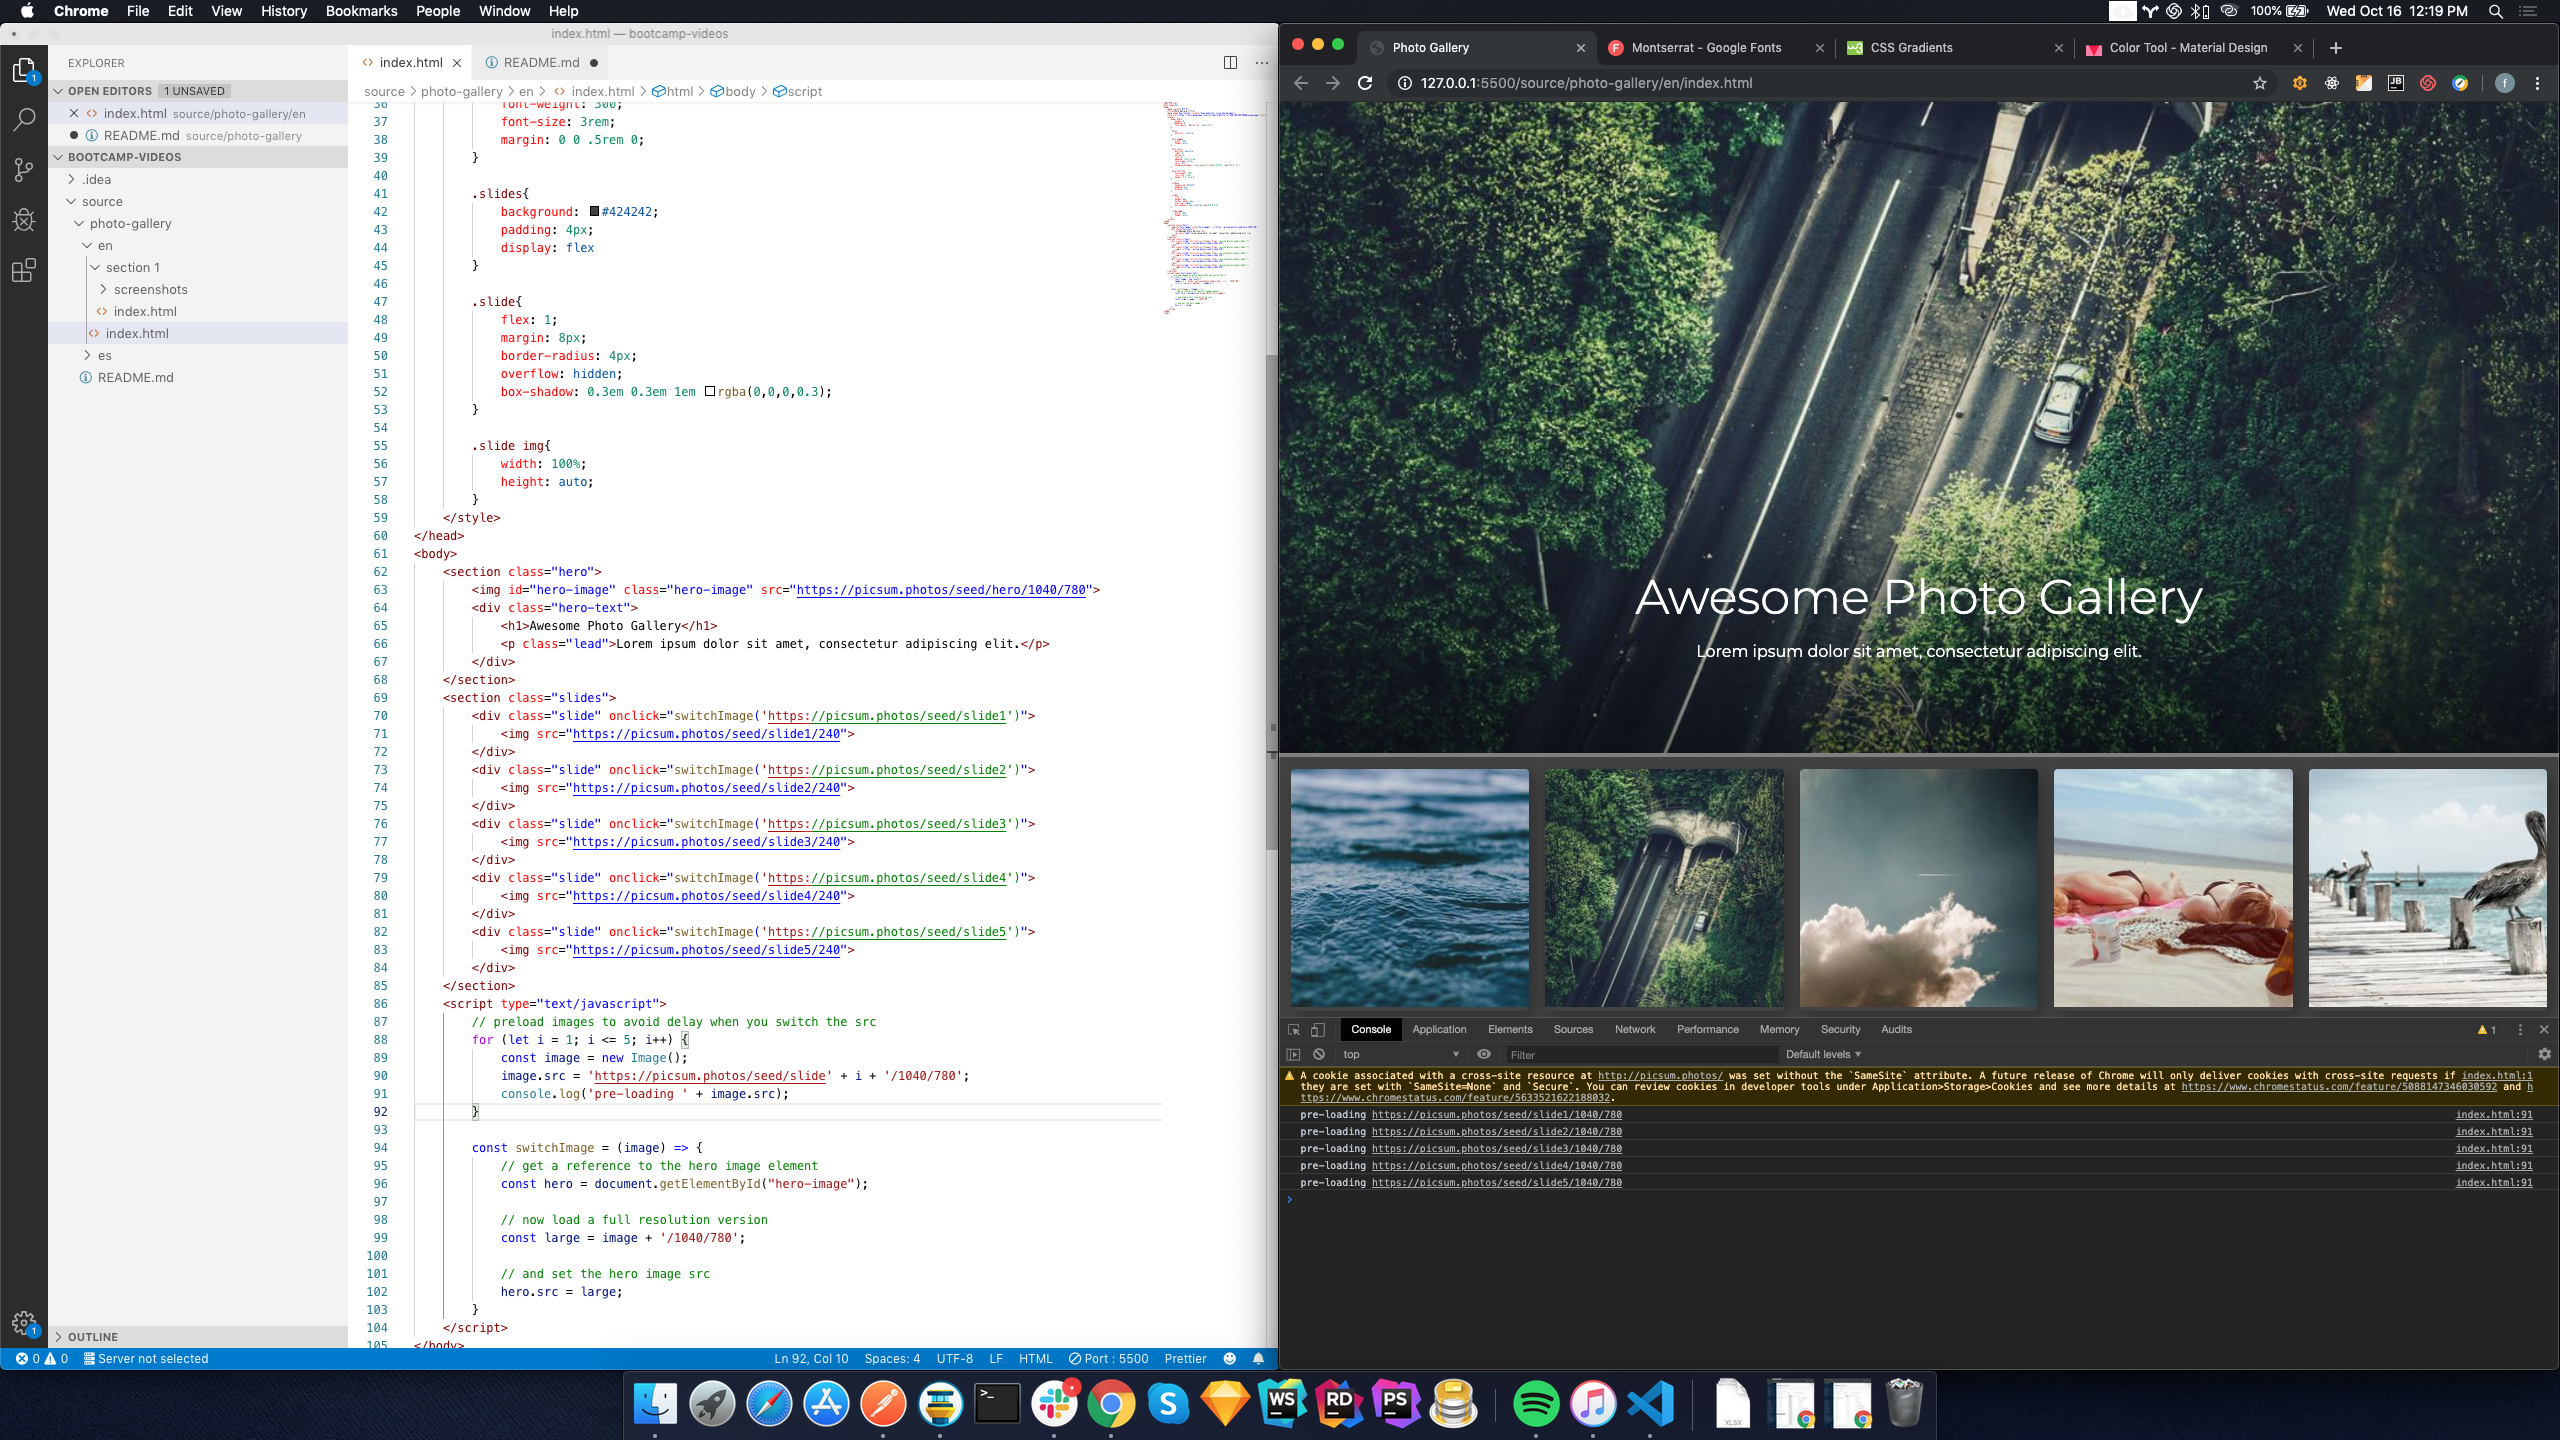 Chrome File Edit View History Bookmarks People Window Help
100% Wed Oct 16 12:19 PM
index.html — bootcamp-videos
EXPLORER
OPEN EDITORS 1 UNSAVED
index.html source/photo-gallery/en
README.md source/photo-gallery
BOOTCAMP-VIDEOS
.idea
source
photo-gallery
en
section 1
screenshots
index.html
index.html
es
README.md
OUTLINE
index.html
README.md
source > photo-gallery > en > index.html > html > body > script
36 font-weight: 300;
37 font-size: 3rem;
38 margin: 0 0 .5rem 0;
39 }
40
41 .slides{
42 background: #424242;
43 padding: 4px;
44 display: flex
45 }
46
47 .slide{
48 flex: 1;
49 margin: 8px;
50 border-radius: 4px;
51 overflow: hidden;
52 box-shadow: 0.3em 0.3em 1em rgba(0,0,0,0.3);
53 }
54
55 .slide img{
56 width: 100%;
57 height: auto;
58 }
59 </style>
60 </head>
61 <body>
62 <section class="hero">
63 <img id="hero-image" class="hero-image" src="https://picsum.photos/seed/hero/1040/780">
64 <div class="hero-text">
65 <h1>Awesome Photo Gallery</h1>
66 <p class="lead">Lorem ipsum dolor sit amet, consectetur adipiscing elit.</p>
67 </div>
68 </section>
69 <section class="slides">
70 <div class="slide" onclick="switchImage('https://picsum.photos/seed/slide1')">
71 <img src="https://picsum.photos/seed/slide1/240">
72 </div>
73 <div class="slide" onclick="switchImage('https://picsum.photos/seed/slide2')">
74 <img src="https://picsum.photos/seed/slide2/240">
75 </div>
76 <div class="slide" onclick="switchImage('https://picsum.photos/seed/slide3')">
77 <img src="https://picsum.photos/seed/slide3/240">
78 </div>
79 <div class="slide" onclick="switchImage('https://picsum.photos/seed/slide4')">
80 <img src="https://picsum.photos/seed/slide4/240">
81 </div>
82 <div class="slide" onclick="switchImage('https://picsum.photos/seed/slide5')">
83 <img src="https://picsum.photos/seed/slide5/240">
84 </div>
85 </section>
86 <script type="text/javascript">
87 // preload images to avoid delay when you switch the src
88 for (let i = 1; i <= 5; i++) {
89 const image = new Image();
90 image.src = 'https://picsum.photos/seed/slide' + i + '/1040/780';
91 console.log('pre-loading ' + image.src);
92 }
93
94 const switchImage = (image) => {
95 // get a reference to the hero image element
96 const hero = document.getElementById("hero-image");
97
98 // now load a full resolution version
99 const large = image + '/1040/780';
100
101 // and set the hero image src
102 hero.src = large;
103 }
104 </script>
105 </body>
0 0 Server not selected
Ln 92, Col 10 Spaces: 4 UTF-8 LF HTML Port : 5500 Prettier
Photo Gallery
Montserrat - Google Fonts
CSS Gradients
Color Tool - Material Design
127.0.0.1:5500/source/photo-gallery/en/index.html
Awesome Photo Gallery
Lorem ipsum dolor sit amet, consectetur adipiscing elit.
Console Application Elements Sources Network Performance Memory Security Audits 1
top Filter Default levels
A cookie associated with a cross-site resource at http://picsum.photos/ was set without the `SameSite` attribute. A future release of Chrome will only deliver cookies with cross-site requests if index.html:1
they are set with `SameSite=None` and `Secure`. You can review cookies in developer tools under Application>Storage>Cookies and see more details at https://www.chromestatus.com/feature/5088147346030592 and h
ttps://www.chromestatus.com/feature/5633521622188032.
pre-loading https://picsum.photos/seed/slide1/1040/780 index.html:91
pre-loading https://picsum.photos/seed/slide2/1040/780 index.html:91
pre-loading https://picsum.photos/seed/slide3/1040/780 index.html:91
pre-loading https://picsum.photos/seed/slide4/1040/780 index.html:91
pre-loading https://picsum.photos/seed/slide5/1040/780 index.html:91
WS RD PS
XLSX